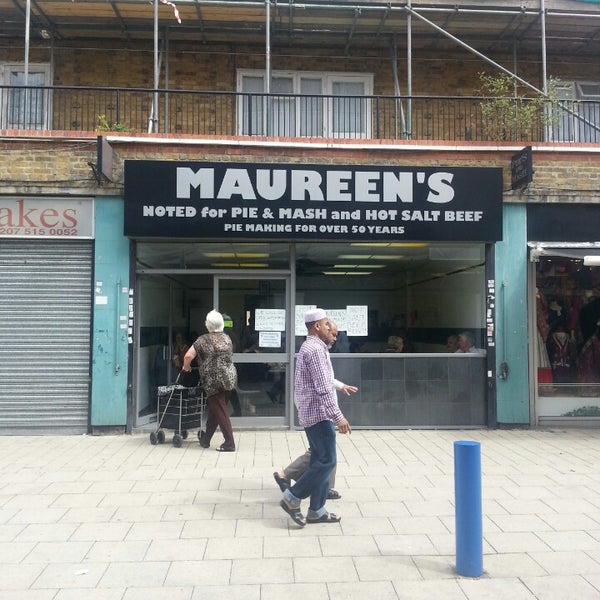 MAUREEN'S
NOTED for PIE & MASH and HOT SALT BEEF
PIE MAKING FOR OVER 50 YEARS
akes
207 515 0052